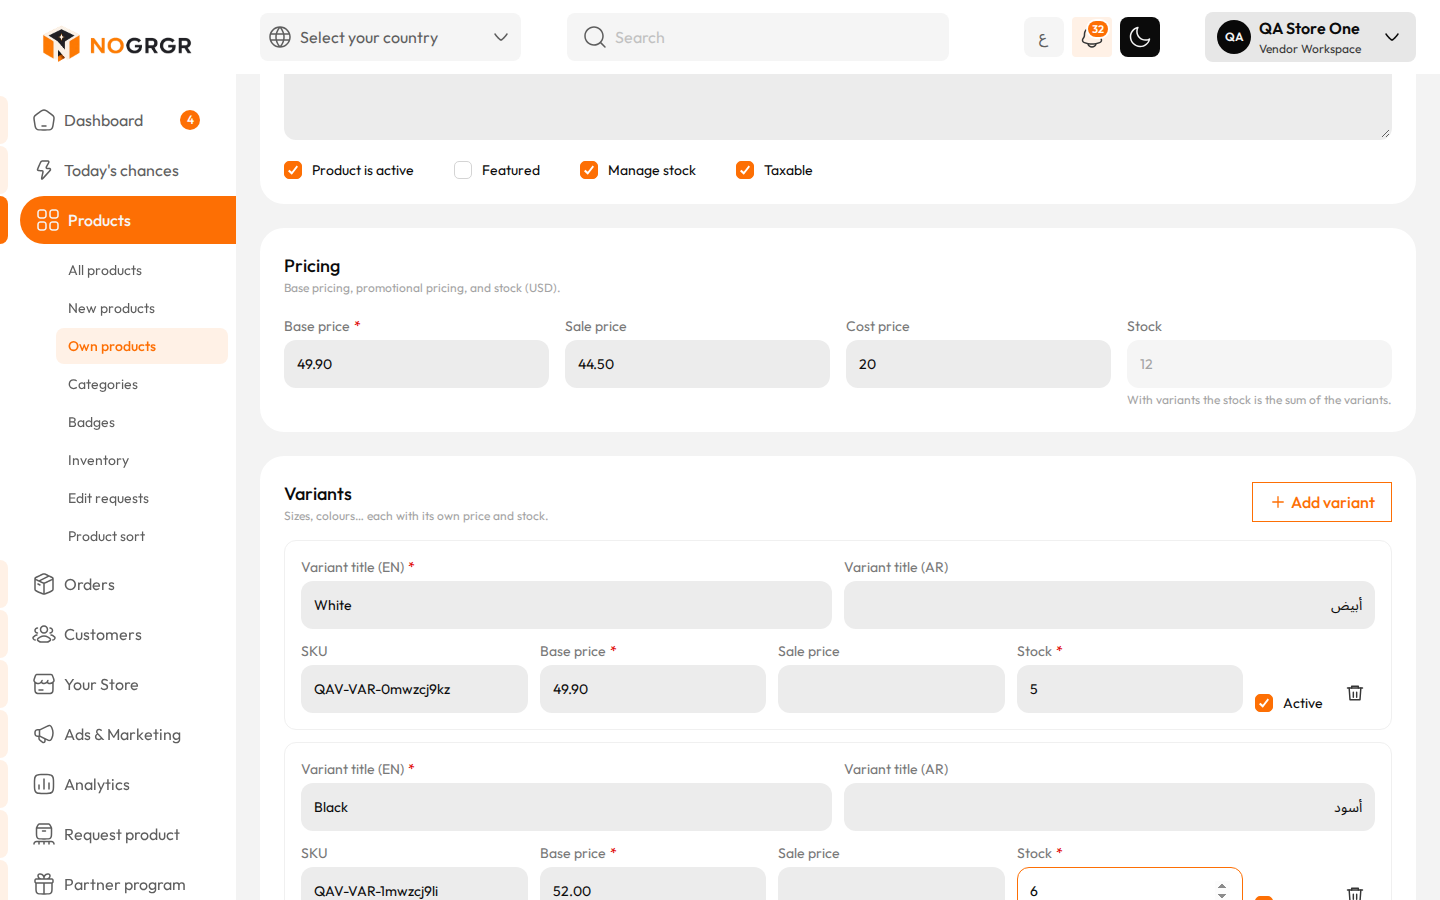 NOGRGR
Select your country
Search
ع
32
QA
QA Store One
Vendor Workspace
Dashboard
4
Today's chances
Products
All products
New products
Own products
Categories
Badges
Inventory
Edit requests
Product sort
Orders
Customers
Your Store
Ads & Marketing
Analytics
Request product
Partner program
Product is active
Featured
Manage stock
Taxable
Pricing
Base pricing, promotional pricing, and stock (USD).
Base price *
Sale price
Cost price
Stock
49.90
44.50
20
12
With variants the stock is the sum of the variants.
Variants
Sizes, colours... each with its own price and stock.
+ Add variant
Variant title (EN) *
Variant title (AR)
White
أبيض
SKU
Base price *
Sale price
Stock *
QAV-VAR-0mwzcj9kz
49.90
5
Active
Variant title (EN) *
Variant title (AR)
Black
أسود
SKU
Base price *
Sale price
Stock *
QAV-VAR-1mwzcj9li
52.00
6